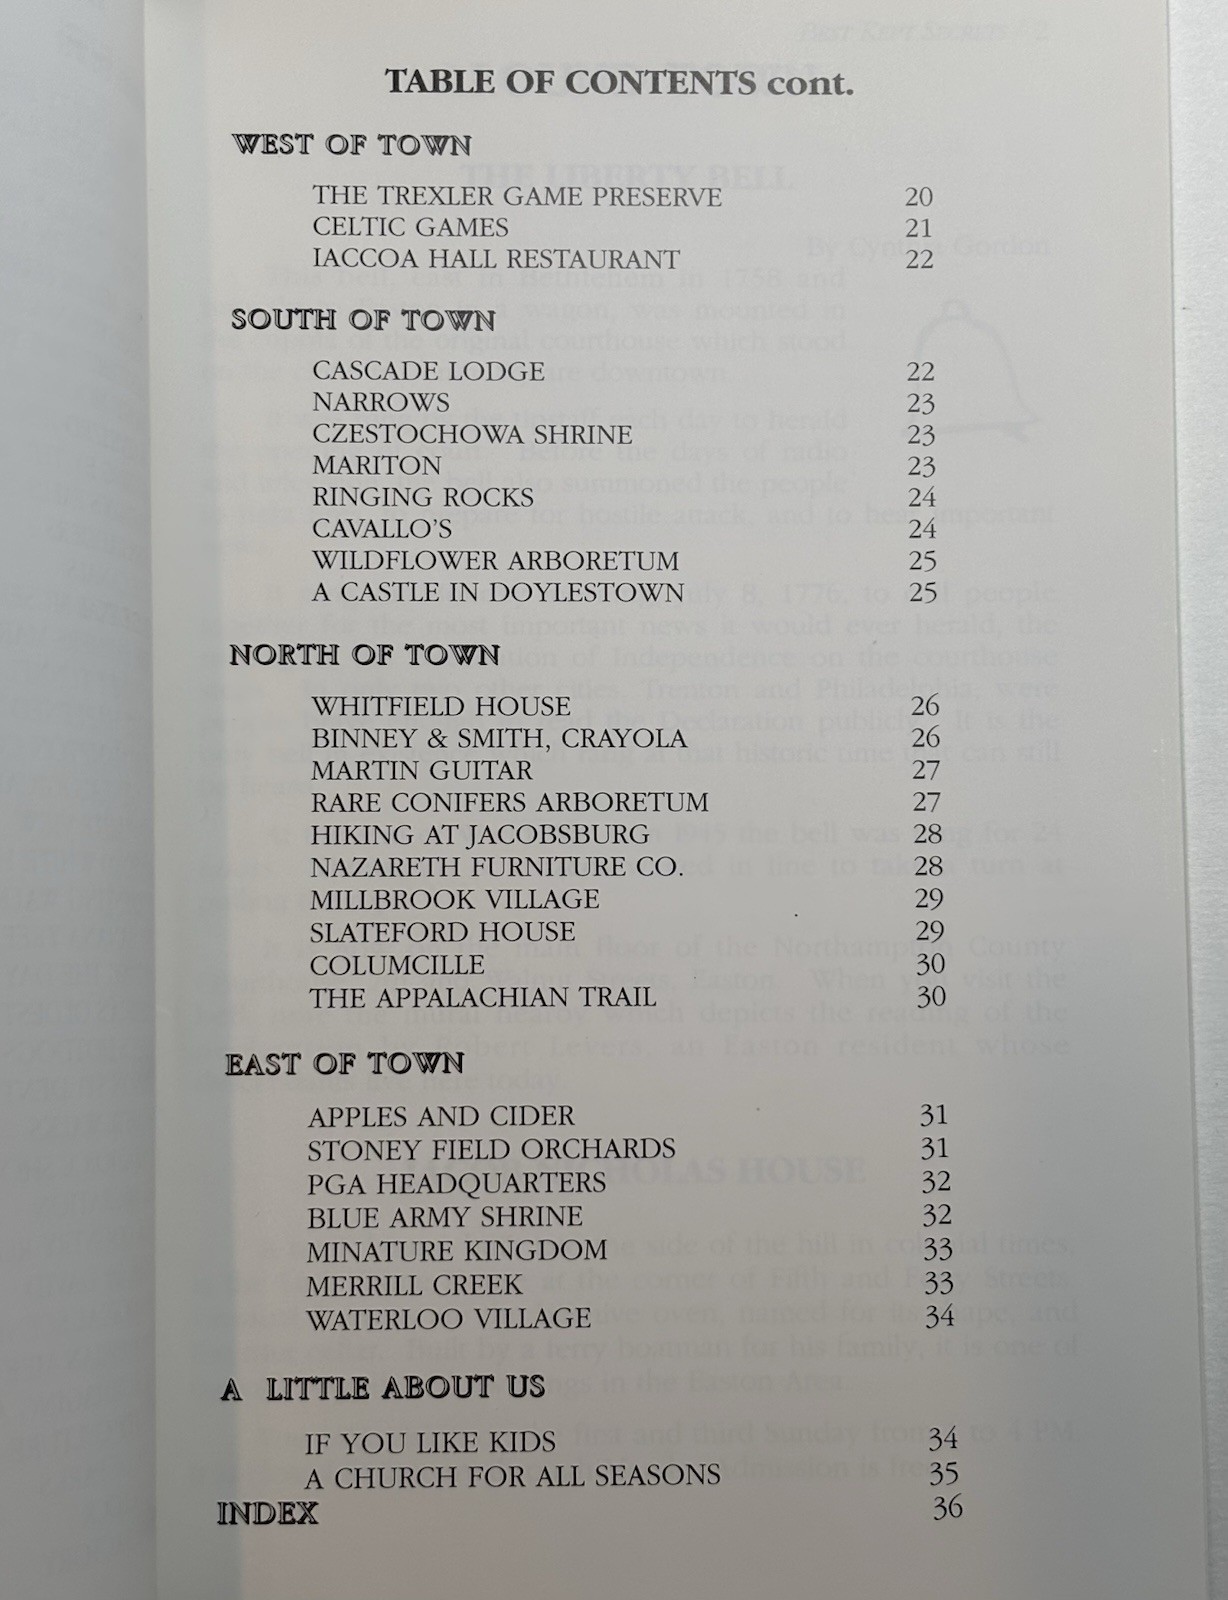 TABLE OF CONTENTS cont.
WEST OF TOWN
THE TREXLER GAME PRESERVE 20
CELTIC GAMES 21
IACCOA HALL RESTAURANT 22
SOUTH OF TOWN
CASCADE LODGE 22
NARROWS 23
CZESTOCHOWA SHRINE 23
MARITON 23
RINGING ROCKS 24
CAVALLO'S 24
WILDFLOWER ARBORETUM 25
A CASTLE IN DOYLESTOWN 25
NORTH OF TOWN
WHITFIELD HOUSE 26
BINNEY & SMITH, CRAYOLA 26
MARTIN GUITAR 27
RARE CONIFERS ARBORETUM 27
HIKING AT JACOBSBURG 28
NAZARETH FURNITURE CO. 28
MILLBROOK VILLAGE 29
SLATEFORD HOUSE 29
COLUMCILLE 30
THE APPALACHIAN TRAIL 30
EAST OF TOWN
APPLES AND CIDER 31
STONEY FIELD ORCHARDS 31
PGA HEADQUARTERS 32
BLUE ARMY SHRINE 32
MINATURE KINGDOM 33
MERRILL CREEK 33
WATERLOO VILLAGE 34
A LITTLE ABOUT US
IF YOU LIKE KIDS 34
A CHURCH FOR ALL SEASONS 35
INDEX 36